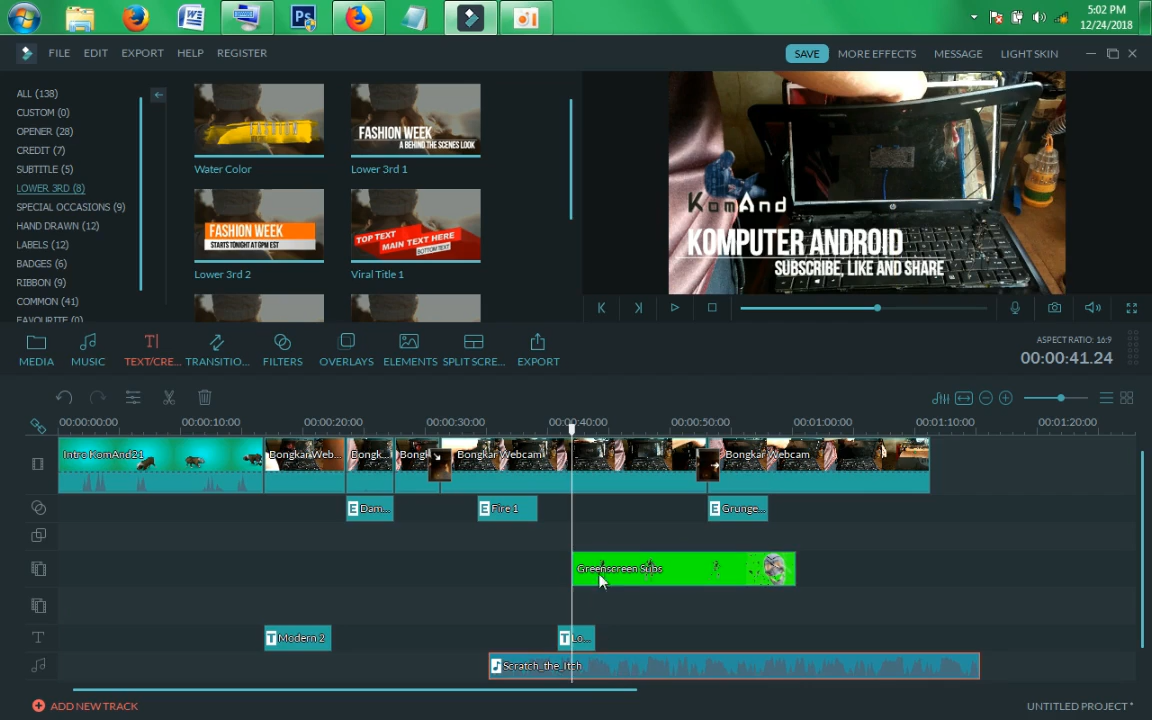 5:02 PM
12/24/2018
FILE EDIT EXPORT HELP REGISTER
SAVE MORE EFFECTS MESSAGE LIGHT SKIN
ALL (138)
CUSTOM (0)
OPENER (28)
CREDIT (7)
SUBTITLE (5)
LOWER 3RD (8)
SPECIAL OCCASIONS (9)
HAND DRAWN (12)
LABELS (12)
BADGES (6)
RIBBON (9)
COMMON (41)
FAVOURITE (0)
Water Color
FASHION WEEK
A BEHIND THE SCENES LOOK
Lower 3rd 1
FASHION WEEK
STARTS TONIGHT AT 6PM EST
Lower 3rd 2
TOP TEXT
MAIN TEXT HERE
BOTTOM TEXT
Viral Title 1
KomAnd
KOMPUTER ANDROID
SUBSCRIBE, LIKE AND SHARE
MEDIA MUSIC TEXT/CRE... TRANSITIO... FILTERS OVERLAYS ELEMENTS SPLIT SCRE... EXPORT
ASPECT RATIO: 16:9
00:00:41.24
00:00:00:00 00:00:10:00 00:00:20:00 00:00:30:00 00:00:40:00 00:00:50:00 00:01:00:00 00:01:10:00 00:01:20:00
Intro KomAnd21 Bongkar Web... Bongk... Bong Bongkar Webcam Bongkar Webcam
E Dam... E Fire 1 E Grunge...
Greenscreen Subs
T Modern 2 T Lo...
Scratch_the_Itch
ADD NEW TRACK
UNTITLED PROJECT *